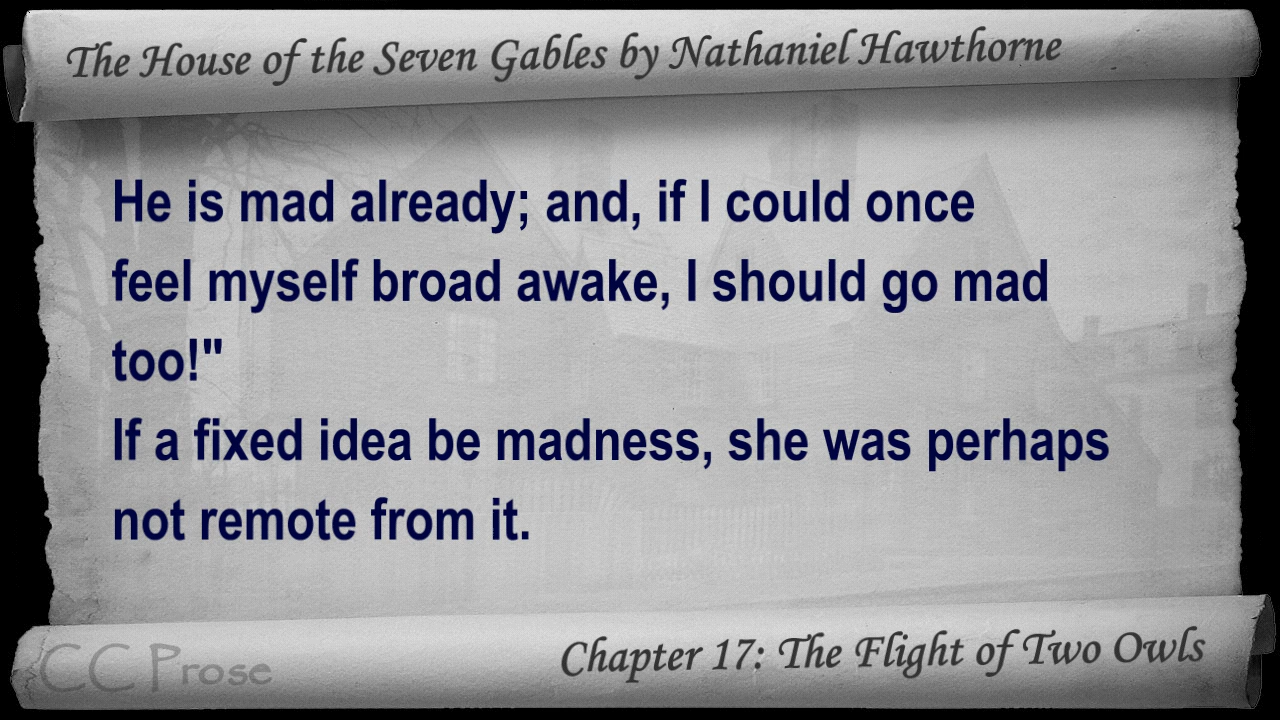 The House of the Seven Gables by Nathaniel Hawthorne
He is mad already; and, if I could once
feel myself broad awake, I should go mad
too!"
If a fixed idea be madness, she was perhaps
not remote from it.
CC Prose
Chapter 17: The Flight of Two Owls